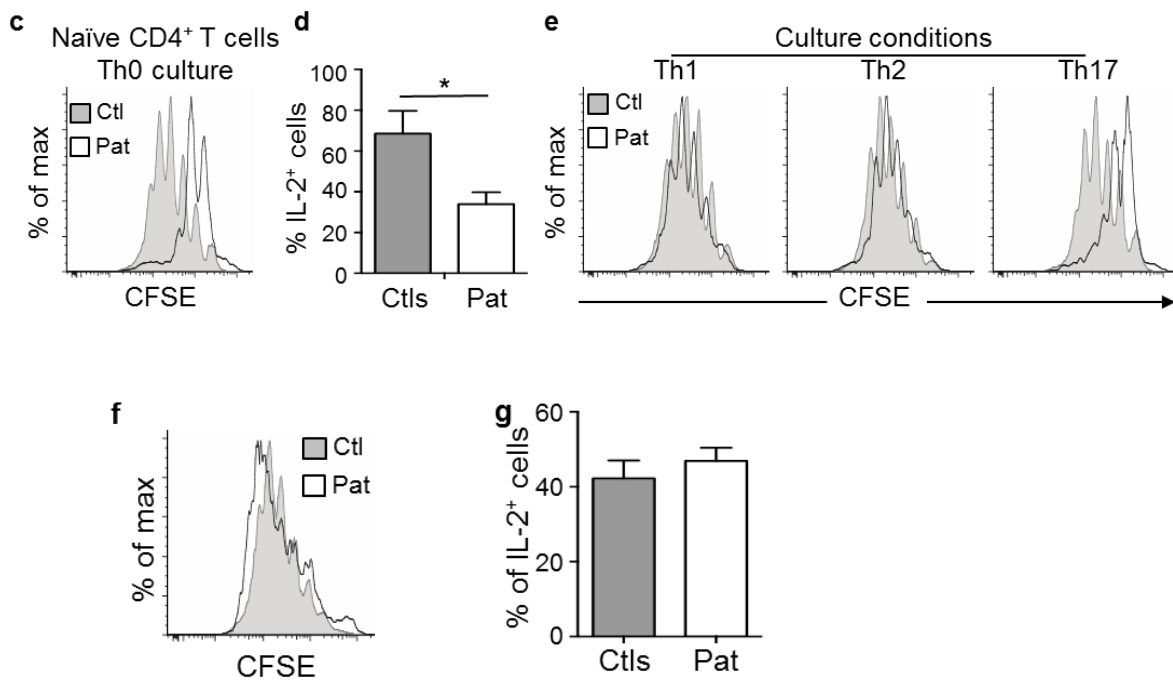 c
Naïve CD4⁺ T cells
Th0 culture
Ctl
Pat
% of max
CFSE
d
100
80
60
40
20
0
% IL-2⁺ cells
*
Ctls
Pat
e
Culture conditions
Th1
Th2
Th17
Ctl
Pat
% of max
CFSE
f
Ctl
Pat
% of max
CFSE
g
60
40
20
0
% of IL-2⁺ cells
Ctls
Pat